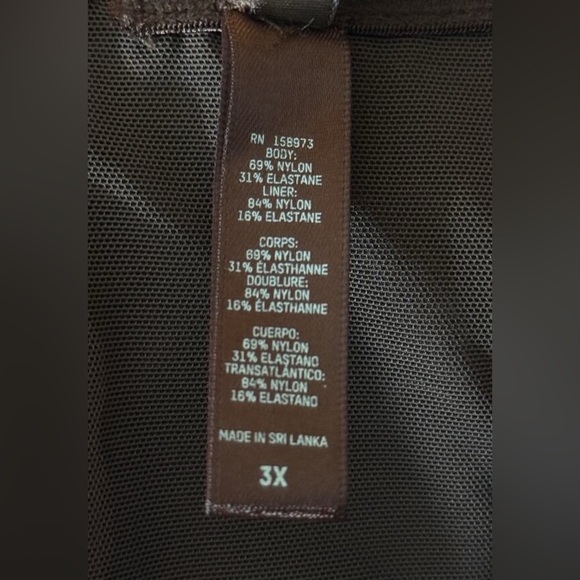 RN 158973
BODY:
69% NYLON
31% ELASTANE
LINER:
84% NYLON
16% ELASTANE
CORPS:
69% NYLON
31% ÉLASTHANNE
DOUBLURE:
84% NYLON
16% ÉLASTHANNE
CUERPO:
69% NYLON
31% ELASTANO
TRANSATLÁNTICO:
84% NYLON
16% ELASTANO
MADE IN SRI LANKA
3X